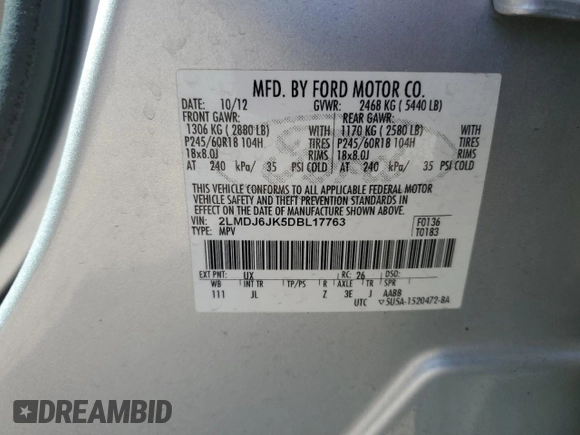 MFD. BY FORD MOTOR CO.
DATE: 10/12 GVWR: 2468 KG ( 5440 LB)
FRONT GAWR: REAR GAWR:
1306 KG ( 2880 LB) WITH 1170 KG ( 2580 LB) WITH
P245/60R18 104H TIRES P245/60R18 104H TIRES
18x8.0J RIMS 18x8.0J RIMS
AT 240 kPa/ 35 PSI COLD AT 240 kPa/ 35 PSI COLD
THIS VEHICLE CONFORMS TO ALL APPLICABLE FEDERAL MOTOR
VEHICLE SAFETY AND THEFT PREVENTION STANDARDS IN
EFFECT ON THE DATE OF MANUFACTURE SHOWN ABOVE.
VIN: 2LMDJ6JK5DBL17763 F0136
TYPE: MPV T0183
EXT PNT: UX RC: 26 DSO:
WB INT TR TP/PS R AXLE TR SPR
111 JL Z 3E J AABB
UTC ▽5U5A-1520472-BA
DREAMBID